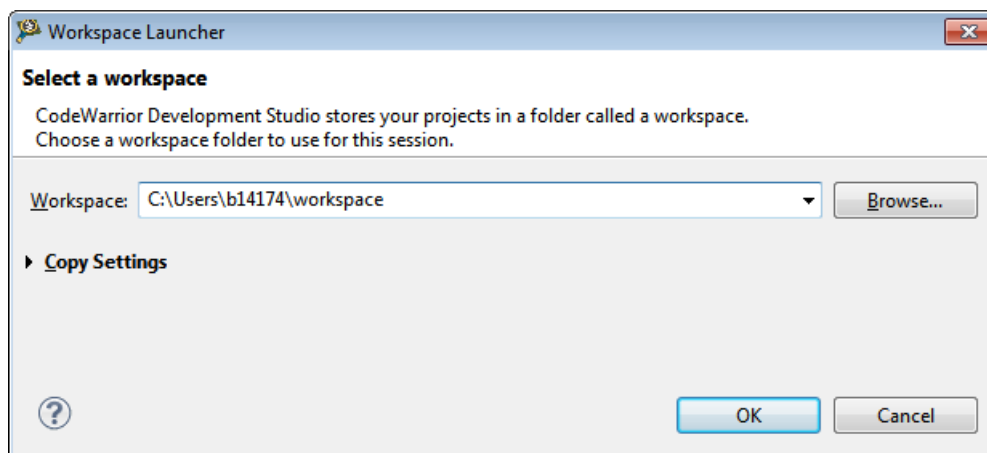 Workspace Launcher
Select a workspace
CodeWarrior Development Studio stores your projects in a folder called a workspace.
Choose a workspace folder to use for this session.
Workspace: C:\Users\b14174\workspace Browse...
Copy Settings
OK Cancel